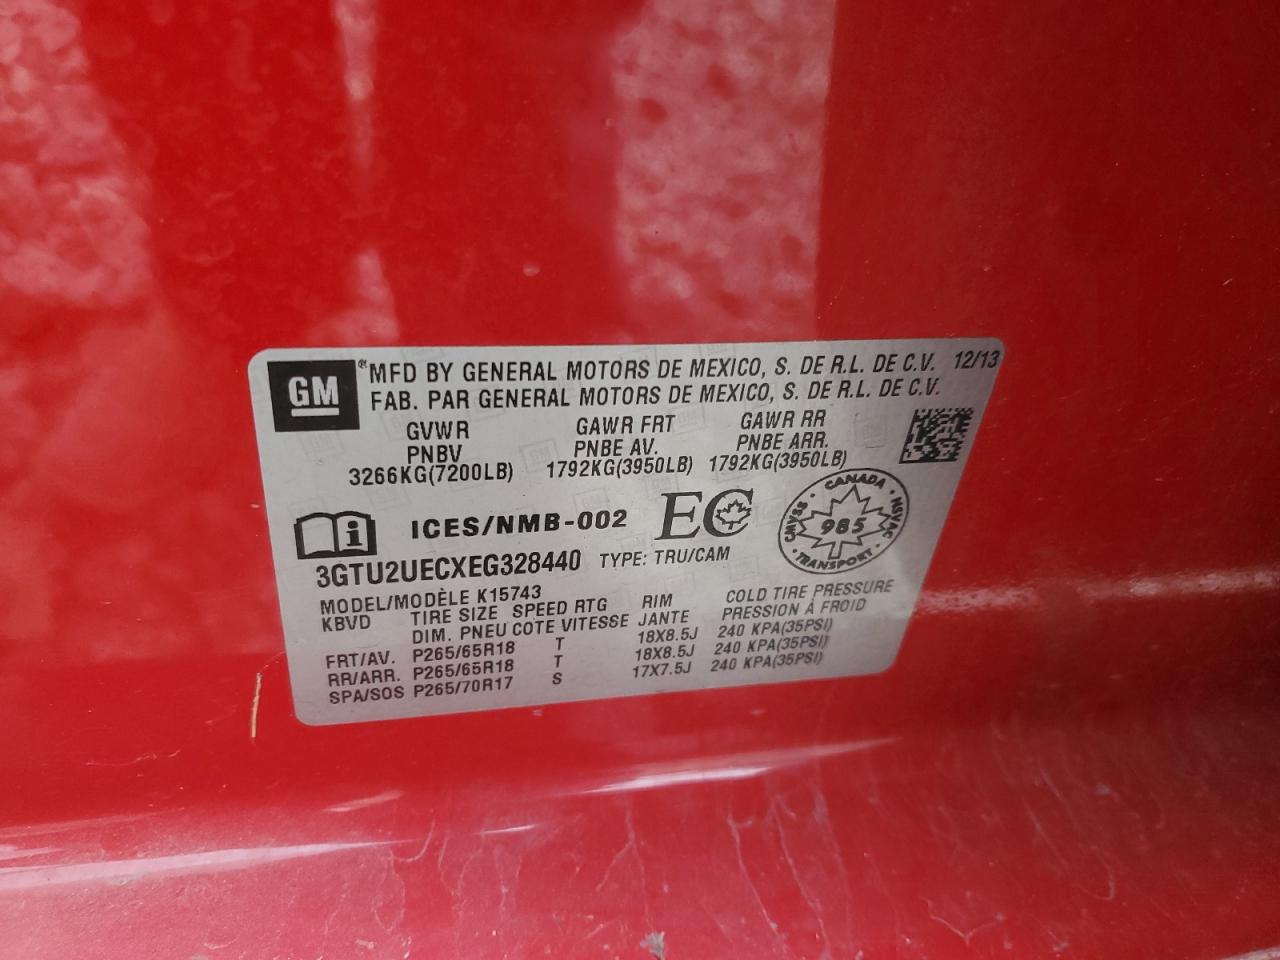 GM ® MFD BY GENERAL MOTORS DE MEXICO, S. DE R.L. DE C.V. 12/13
FAB. PAR GENERAL MOTORS DE MEXICO, S. DE R.L. DE C.V.
GVWR GAWR FRT GAWR RR
PNBV PNBE AV. PNBE ARR.
3266KG(7200LB) 1792KG(3950LB) 1792KG(3950LB)
i ICES/NMB-002 EC
CANADA
CMVSS 985 NSVAC
TRANSPORT
3GTU2UECXEG328440 TYPE: TRU/CAM
MODEL/MODÈLE K15743
KBVD TIRE SIZE SPEED RTG RIM COLD TIRE PRESSURE
DIM. PNEU COTE VITESSE JANTE PRESSION À FROID
FRT/AV. P265/65R18 T 18X8.5J 240 KPA(35PSI)
RR/ARR. P265/65R18 T 18X8.5J 240 KPA(35PSI)
SPA/SOS P265/70R17 S 17X7.5J 240 KPA(35PSI)